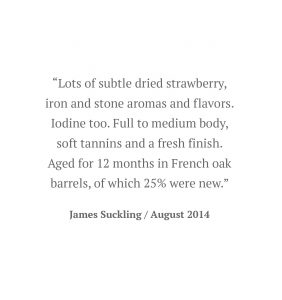 “Lots of subtle dried strawberry,
iron and stone aromas and flavors.
Iodine too. Full to medium body,
soft tannins and a fresh finish.
Aged for 12 months in French oak
barrels, of which 25% were new.”
James Suckling / August 2014